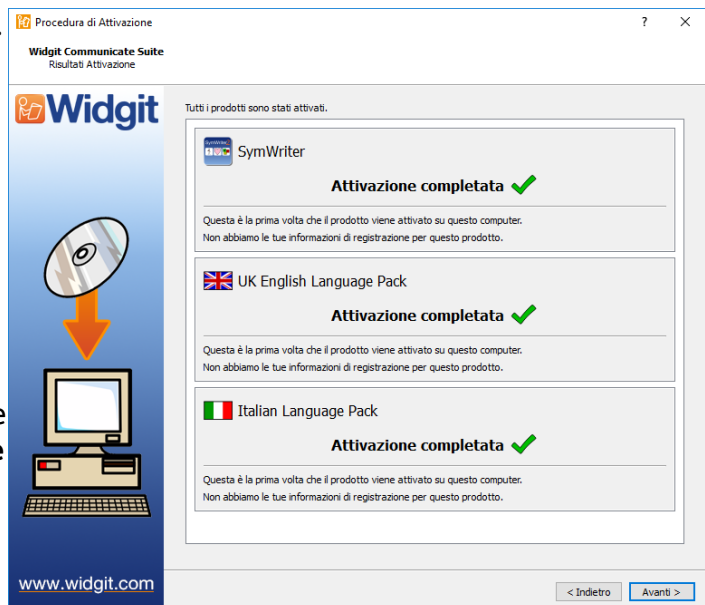 Procedura di Attivazione
?
Widgit Communicate Suite
Risultati Attivazione
Widgit
Tutti i prodotti sono stati attivati.
SymWriter
Attivazione completata
Questa è la prima volta che il prodotto viene attivato su questo computer.
Non abbiamo le tue informazioni di registrazione per questo prodotto.
UK English Language Pack
Attivazione completata
Questa è la prima volta che il prodotto viene attivato su questo computer.
Non abbiamo le tue informazioni di registrazione per questo prodotto.
Italian Language Pack
Attivazione completata
Questa è la prima volta che il prodotto viene attivato su questo computer.
Non abbiamo le tue informazioni di registrazione per questo prodotto.
e
e
www.widgit.com
< Indietro
Avanti >